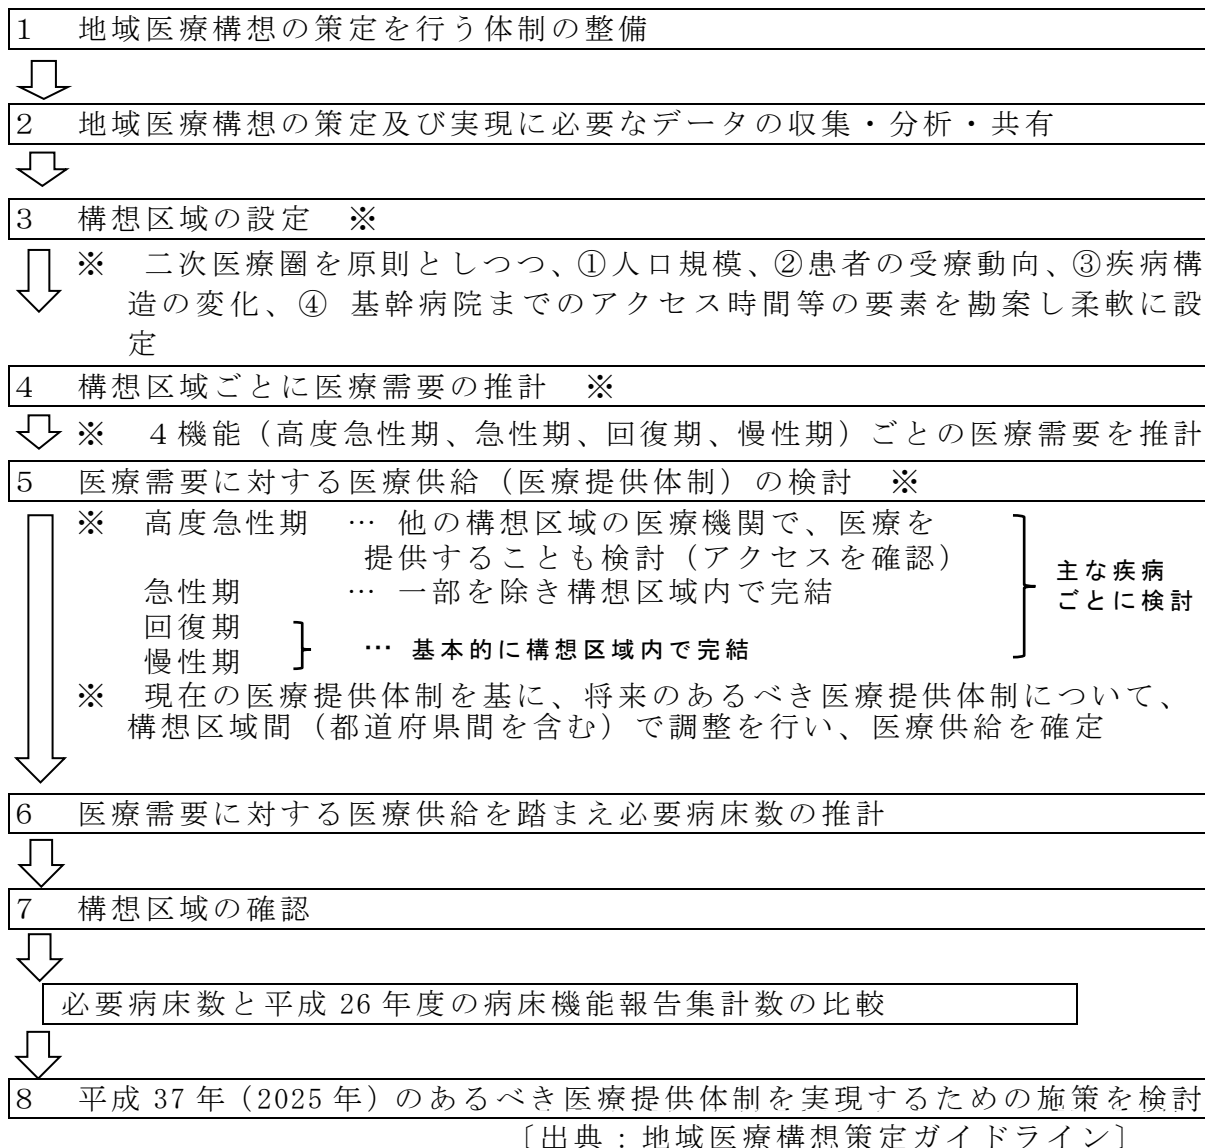 1 地域医療構想の策定を行う体制の整備
2 地域医療構想の策定及び実現に必要なデータの収集・分析・共有
3 構想区域の設定 ※
※ 二次医療圏を原則としつつ、①人口規模、②患者の受療動向、③疾病構
造の変化、④ 基幹病院までのアクセス時間等の要素を勘案し柔軟に設
定
4 構想区域ごとに医療需要の推計 ※
※ 4機能（高度急性期、急性期、回復期、慢性期）ごとの医療需要を推計
5 医療需要に対する医療供給（医療提供体制）の検討 ※
※ 高度急性期 … 他の構想区域の医療機関で、医療を
提供することも検討（アクセスを確認）
急性期 … 一部を除き構想区域内で完結
回復期
慢性期
… 基本的に構想区域内で完結
主な疾病
ごとに検討
※ 現在の医療提供体制を基に、将来のあるべき医療提供体制について、
構想区域間（都道府県間を含む）で調整を行い、医療供給を確定
6 医療需要に対する医療供給を踏まえ必要病床数の推計
7 構想区域の確認
必要病床数と平成 26 年度の病床機能報告集計数の比較
8 平成 37 年（2025 年）のあるべき医療提供体制を実現するための施策を検討
〔出典：地域医療構想策定ガイドライン〕